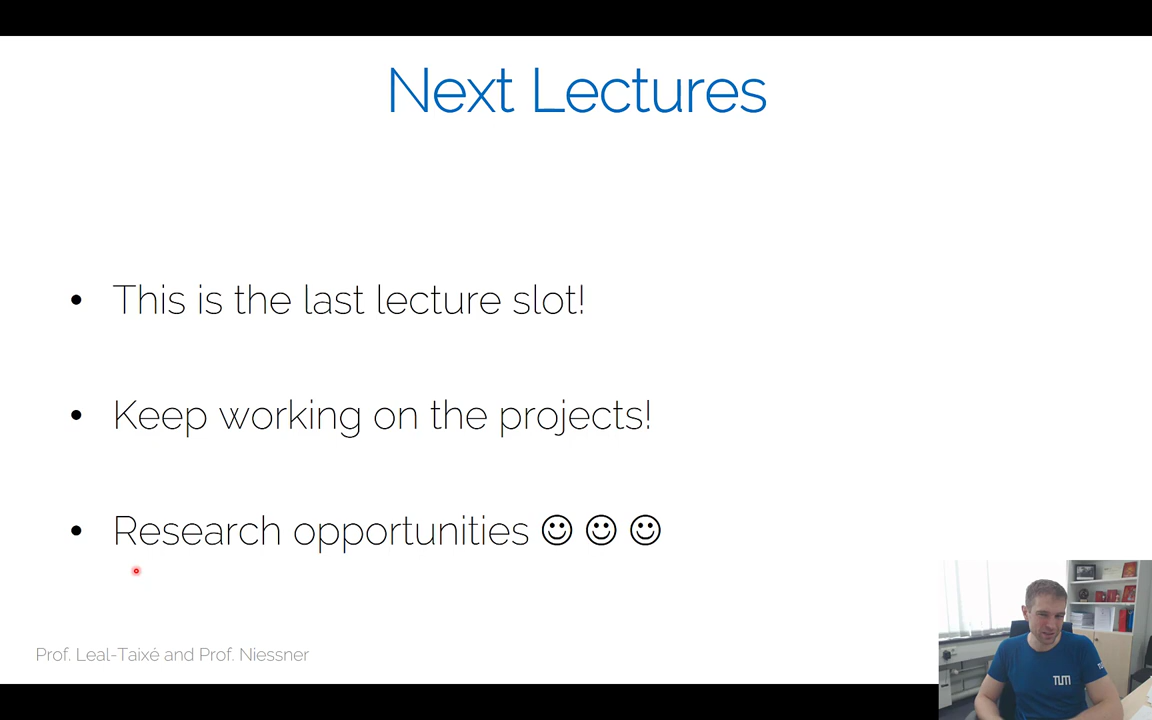 Next Lectures
• This is the last lecture slot!
• Keep working on the projects!
• Research opportunities ☺ ☺ ☺
Prof. Leal-Taixé and Prof. Niessner
TUM